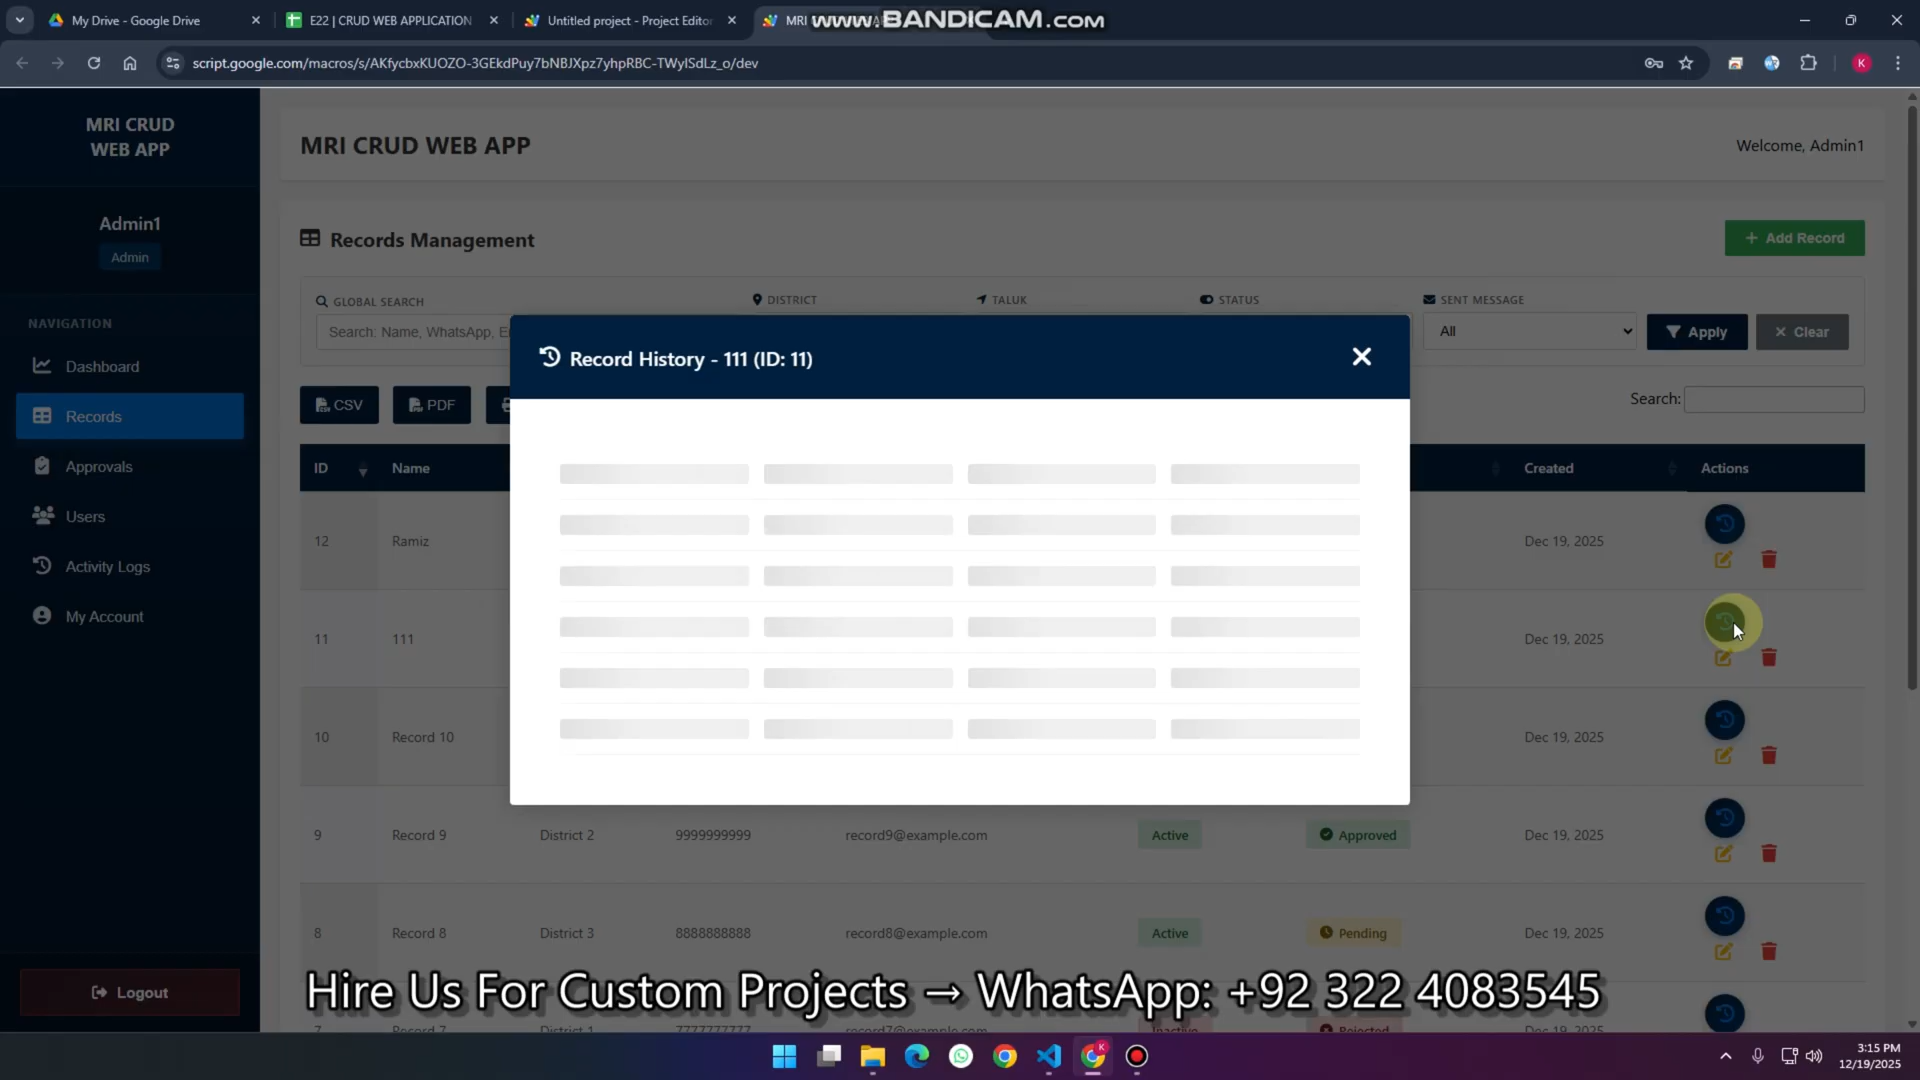 My Drive - Google Drive
E22 | CRUD WEB APPLICATION
Untitled project - Project Editor
MRI
WWW.BANDICAM.COM
script.google.com/macros/s/AKfycbxKUOZO-3GEkdPuy7bNBJXpz7yhpRBC-TWylSdLz_o/dev
K
MRI CRUD
WEB APP
MRI CRUD WEB APP
Welcome, Admin1
Admin1
Admin
Records Management
+ Add Record
GLOBAL SEARCH
DISTRICT
TALUK
STATUS
SENT MESSAGE
Search: Name, WhatsApp, E
All
Apply
Clear
NAVIGATION
Dashboard
Records
Approvals
Users
Activity Logs
My Account
Logout
Record History - 111 (ID: 11)
CSV
PDF
Search:
ID
Name
Created
Actions
12
Ramiz
Dec 19, 2025
11
111
Dec 19, 2025
10
Record 10
Dec 19, 2025
9
Record 9
District 2
9999999999
record9@example.com
Active
Approved
Dec 19, 2025
8
Record 8
District 3
8888888888
record8@example.com
Active
Pending
Dec 19, 2025
7
Record 7
District 1
7777777777
record7@example.com
Inactive
Rejected
Dec 19, 2025
Hire Us For Custom Projects → WhatsApp: +92 322 4083545
3:15 PM
12/19/2025